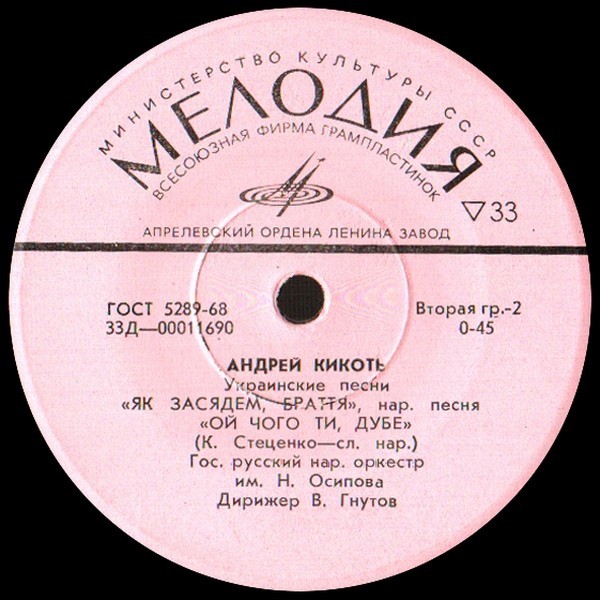 МИНИСТЕРСТВО КУЛЬТУРЫ СССР
МЕЛОДИЯ
ВСЕСОЮЗНАЯ ФИРМА ГРАМПЛАСТИНОК
▽33
АПРЕЛЕВСКИЙ ОРДЕНА ЛЕНИНА ЗАВОД
ГОСТ 5289-68
Вторая гр.-2
33Д—00011690
0-45
АНДРЕЙ КИКОТЬ
Украинские песни
«ЯК ЗАСЯДЕМ, БРАТТЯ», нар. песня
«ОЙ ЧОГО ТИ, ДУБЕ»
(К. Стеценко—сл. нар.)
Гос. русский нар. оркестр
им. Н. Осипова
Дирижер В. Гнутов